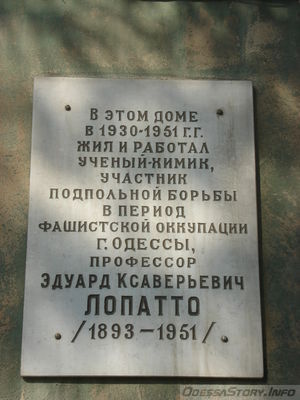 В ЭТОМ ДОМЕ
В 1930-1951 Г.Г.
ЖИЛ И РАБОТАЛ
УЧЕНЫЙ-ХИМИК,
УЧАСТНИК
ПОДПОЛЬНОЙ БОРЬБЫ
В ПЕРИОД
ФАШИСТСКОЙ ОККУПАЦИИ
Г. ОДЕССЫ,
ПРОФЕССОР
ЭДУАРД КСАВЕРЬЕВИЧ
ЛОПАТТО
/1893-1951/
OdessaStory.Info